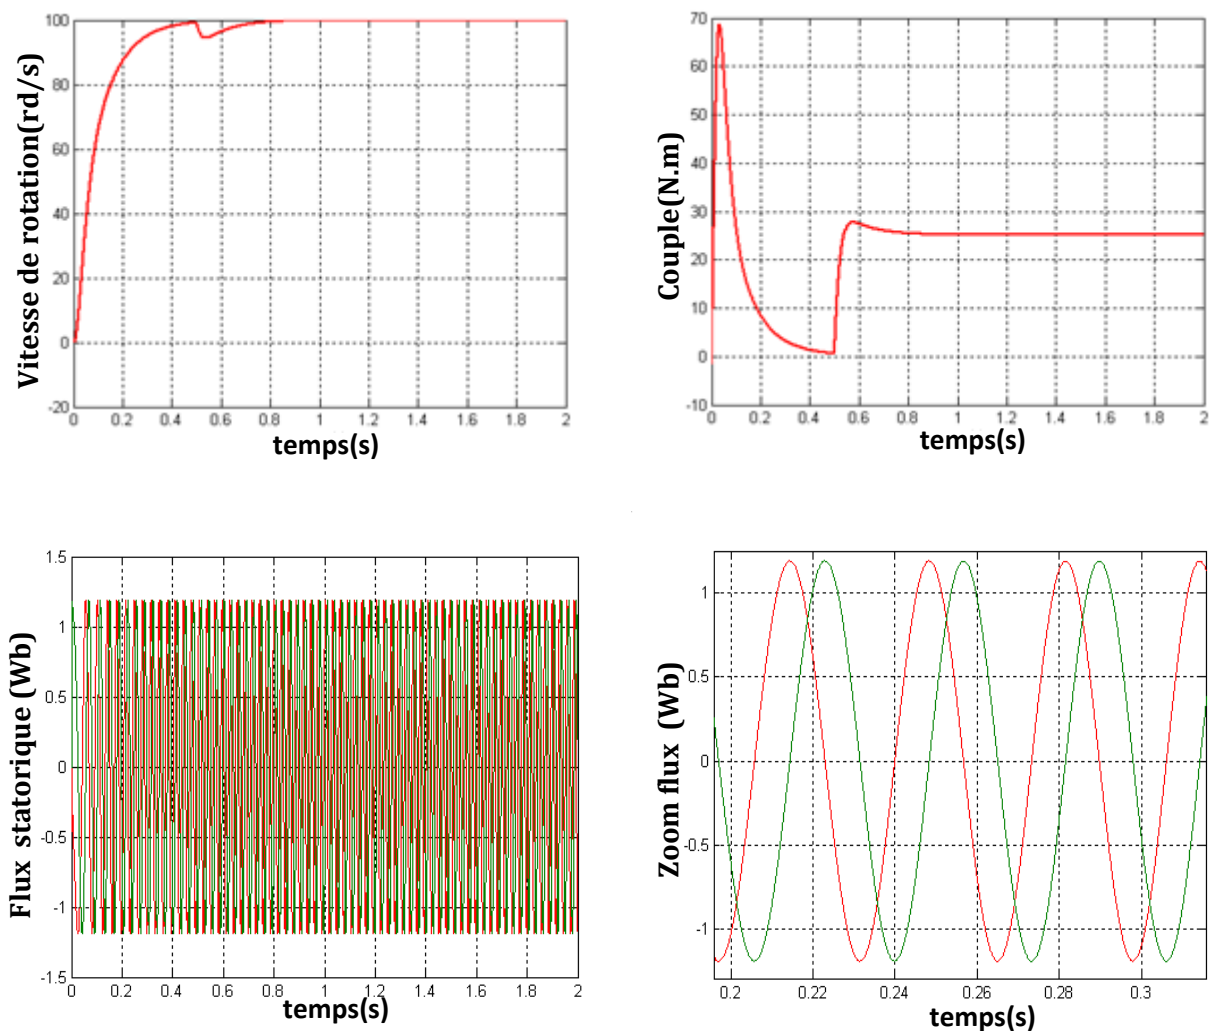 100
80
60
40
20
0
-20
Vitesse de rotation(rd/s)
0 0.2 0.4 0.6 0.8 1 1.2 1.4 1.6 1.8 2
temps(s)
70
60
50
40
30
20
10
0
-10
Couple(N.m)
0 0.2 0.4 0.6 0.8 1 1.2 1.4 1.6 1.8 2
temps(s)
1.5
1
0.5
0
-0.5
-1
-1.5
Flux statorique (Wb)
0 0.2 0.4 0.6 0.8 1 1.2 1.4 1.6 1.8 2
temps(s)
1
0.5
0
-0.5
-1
Zoom flux (Wb)
0.2 0.22 0.24 0.26 0.28 0.3
temps(s)